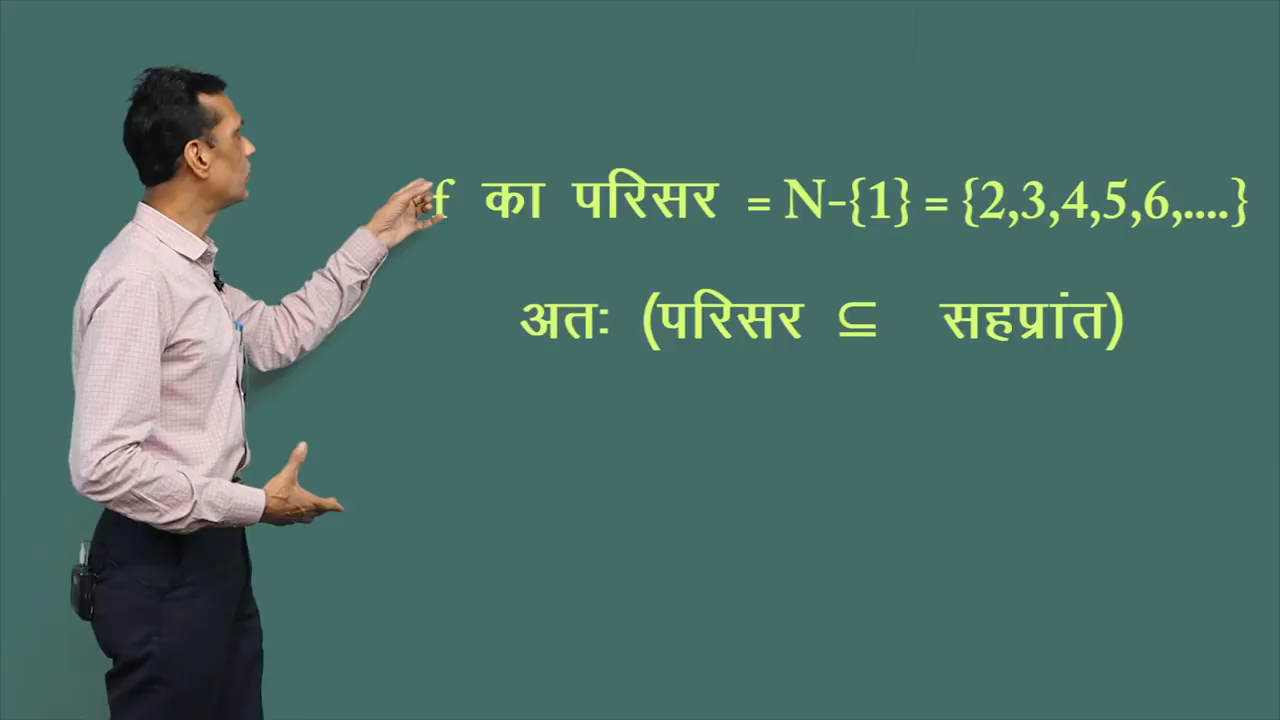 f का परिसर = N-{1} = {2,3,4,5,6,....}
अतः (परिसर ⊆ सहप्रांत)